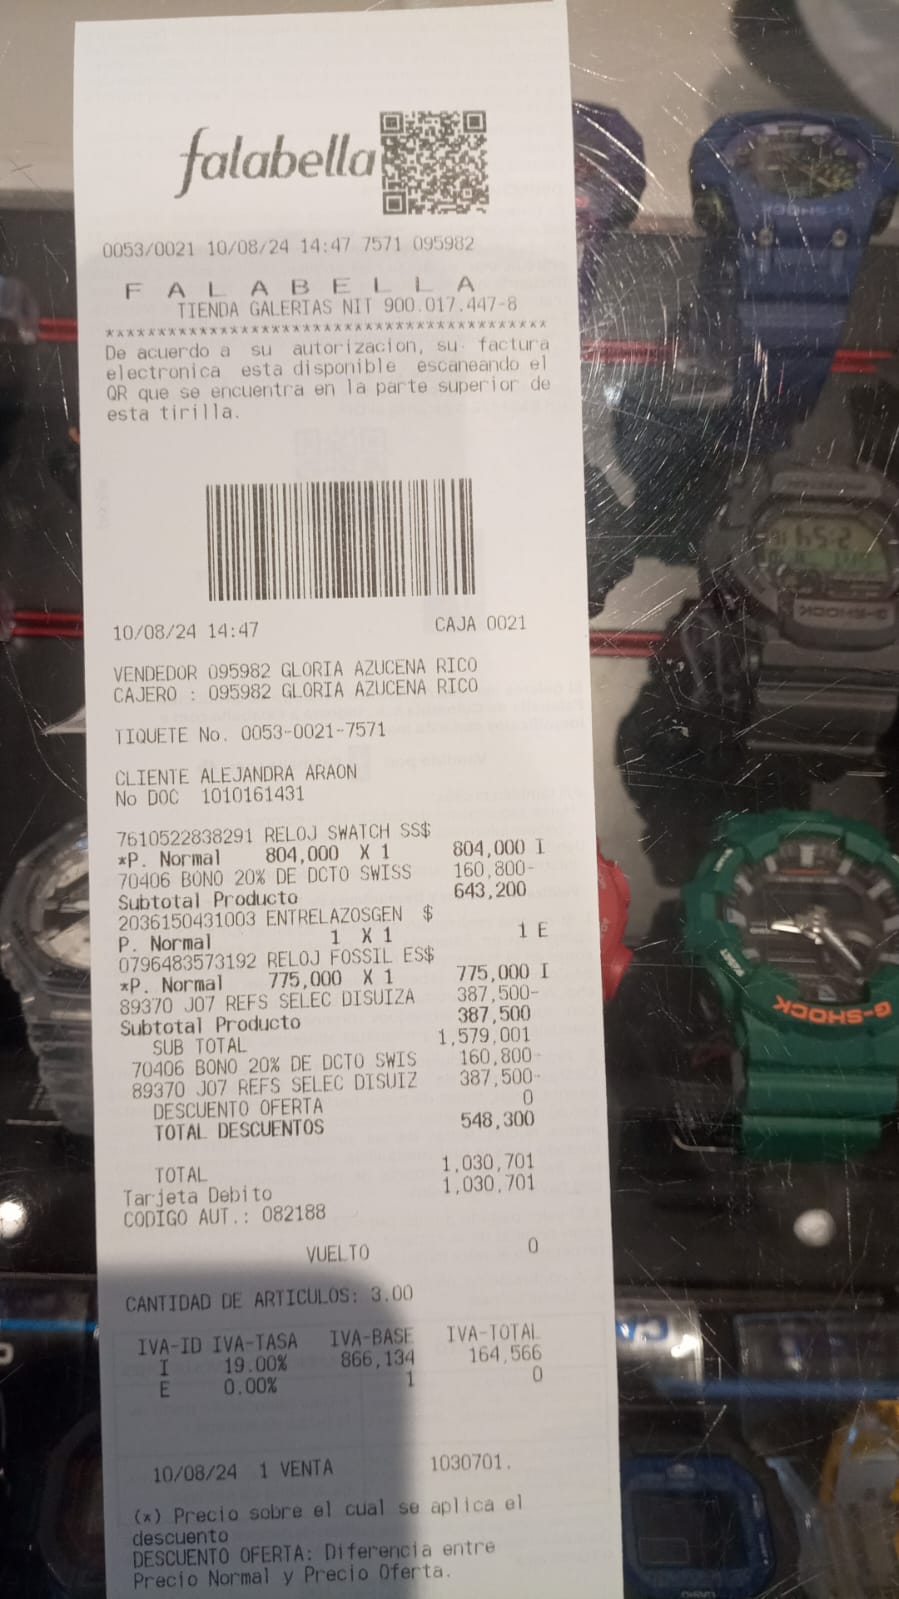 falabella
0053/0021 10/08/24 14:47 7571 095982
F A L A B E L L A
TIENDA GALERIAS NIT 900.017.447-8
******************************************
De acuerdo a su autorizacion, su factura
electronica esta disponible escaneando el
QR que se encuentra en la parte superior de
esta tirilla.
10/08/24 14:47 CAJA 0021
VENDEDOR 095982 GLORIA AZUCENA RICO
CAJERO : 095982 GLORIA AZUCENA RICO
TIQUETE No. 0053-0021-7571
CLIENTE ALEJANDRA ARAON
No DOC 1010161431
7610522838291 RELOJ SWATCH SS$
*P. Normal 804,000 X 1 804,000 I
70406 BONO 20% DE DCTO SWISS 160,800-
Subtotal Producto 643,200
2036150431003 ENTRELAZOSGEN $
P. Normal 1 X 1 1 E
0796483573192 RELOJ FOSSIL ES$
*P. Normal 775,000 X 1 775,000 I
89370 J07 REFS SELEC DISUIZA 387,500-
Subtotal Producto 387,500
SUB TOTAL 1,579,001
70406 BONO 20% DE DCTO SWIS 160,800-
89370 J07 REFS SELEC DISUIZ 387,500-
DESCUENTO OFERTA 0
TOTAL DESCUENTOS 548,300
TOTAL 1,030,701
Tarjeta Debito 1,030,701
CODIGO AUT.: 082188
VUELTO 0
CANTIDAD DE ARTICULOS: 3.00
IVA-ID IVA-TASA IVA-BASE IVA-TOTAL
I 19.00% 866,134 164,566
E 0.00% 1 0
10/08/24 1 VENTA 1030701.
(*) Precio sobre el cual se aplica el
descuento
DESCUENTO OFERTA: Diferencia entre
Precio Normal y Precio Oferta.
G-SHOCK
G-SHOCK
G-SHOCK